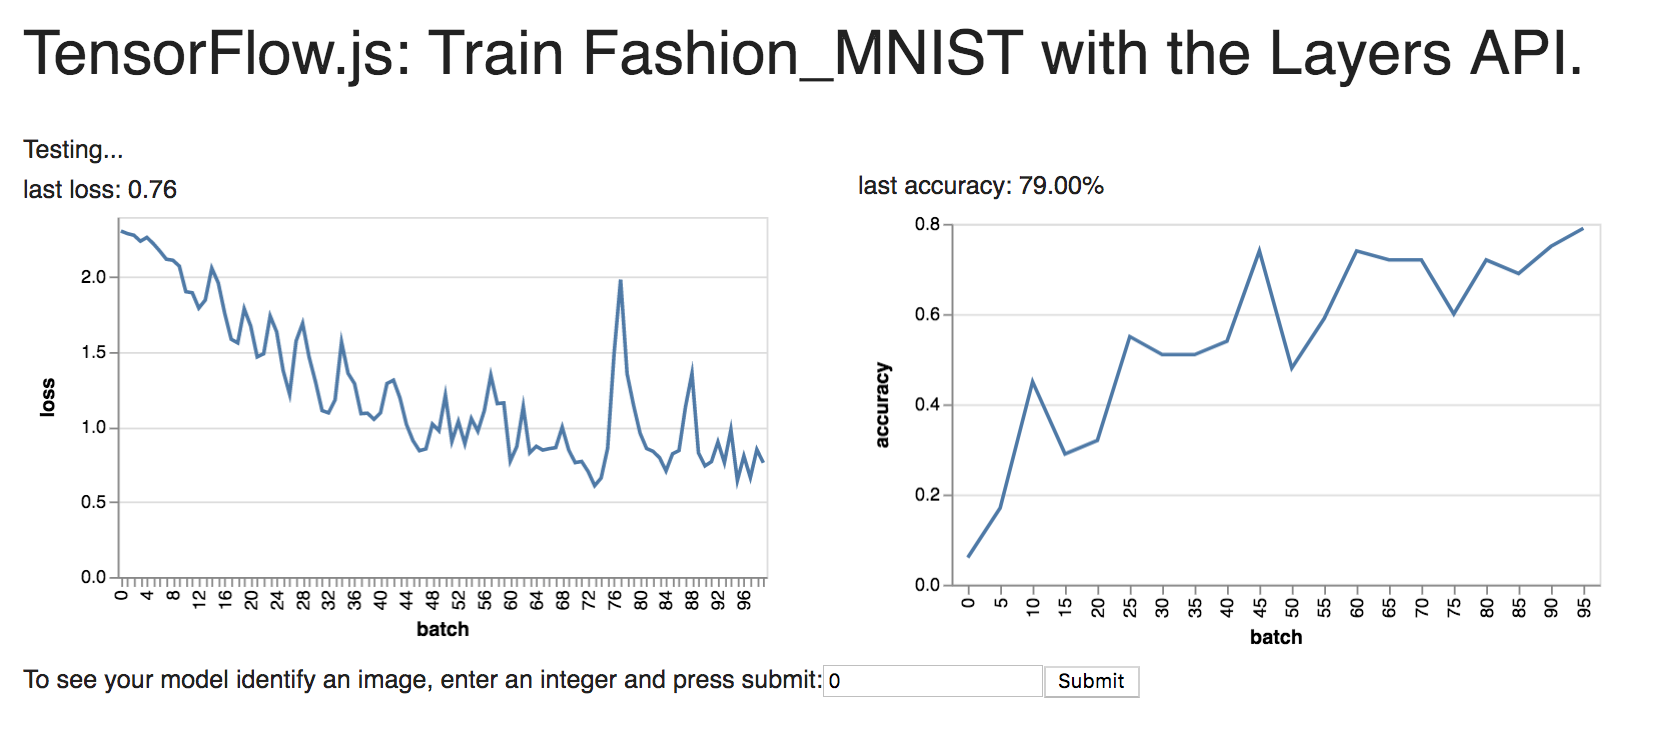 TensorFlow.js: Train Fashion_MNIST with the Layers API.
Testing...
last loss: 0.76
last accuracy: 79.00%
loss
2.0
1.5
1.0
0.5
0.0
0 4 8 12 16 20 24 28 32 36 40 44 48 52 56 60 64 68 72 76 80 84 88 92 96
batch
accuracy
0.8
0.6
0.4
0.2
0.0
0 5 10 15 20 25 30 35 40 45 50 55 60 65 70 75 80 85 90 95
batch
To see your model identify an image, enter an integer and press submit: 0 Submit